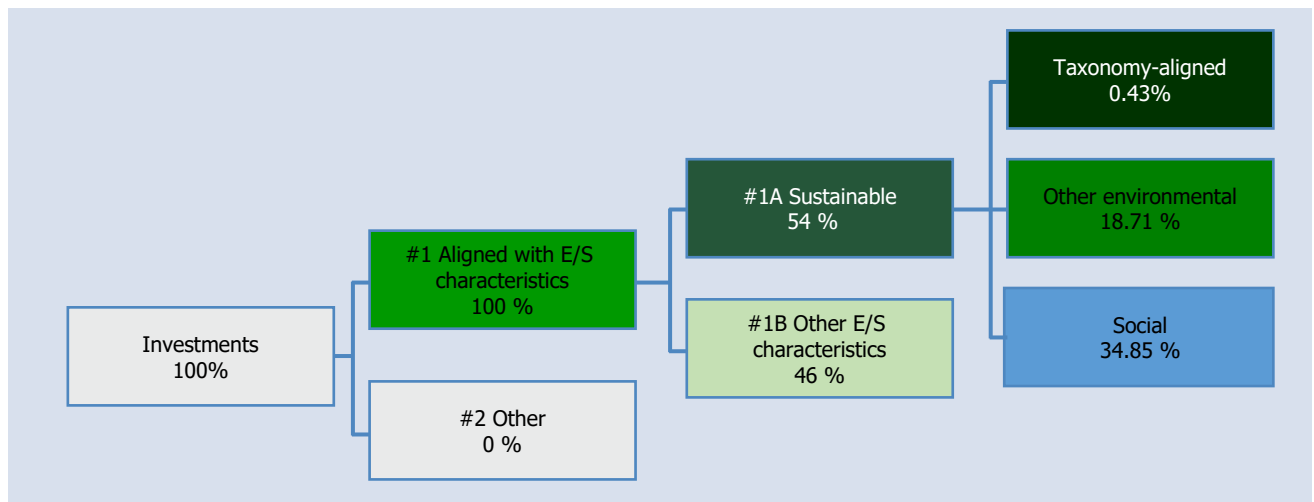 Investments
100%
#1 Aligned with E/S
characteristics
100 %
#2 Other
0 %
#1A Sustainable
54 %
#1B Other E/S
characteristics
46 %
Taxonomy-aligned
0.43%
Other environmental
18.71 %
Social
34.85 %